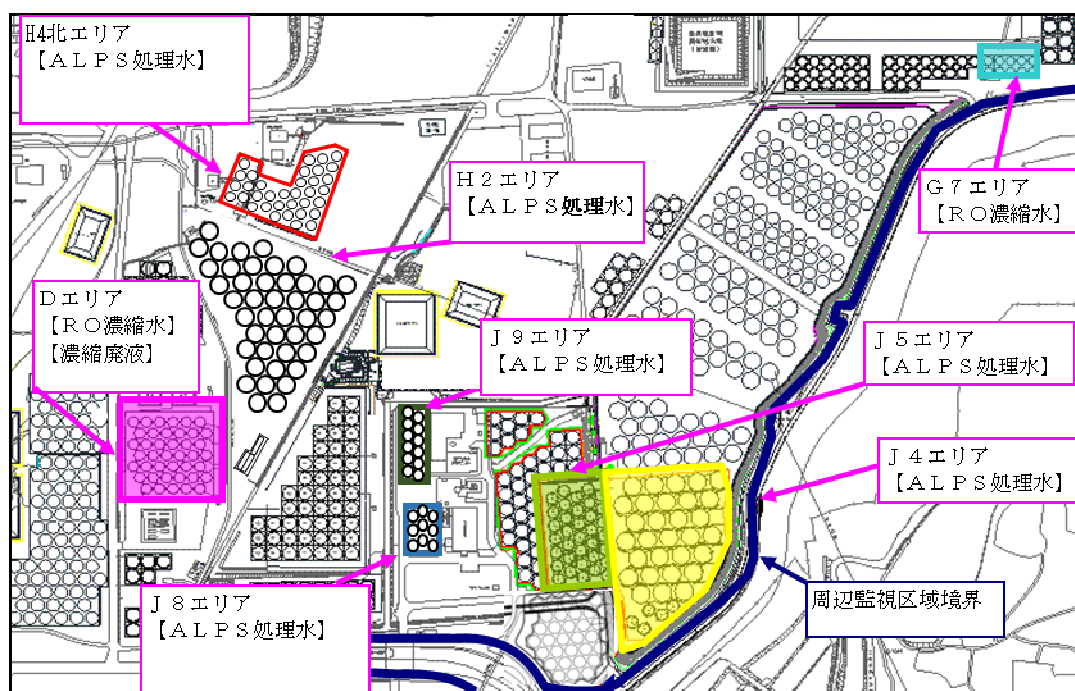 H4北エリア
【ＡＬＰＳ処理水】
Ｈ２エリア
【ＡＬＰＳ処理水】
Ｇ７エリア
【ＲＯ濃縮水】
Ｄエリア
【ＲＯ濃縮水】
【濃縮廃液】
Ｊ９エリア
【ＡＬＰＳ処理水】
Ｊ５エリア
【ＡＬＰＳ処理水】
Ｊ４エリア
【ＡＬＰＳ処理水】
周辺監視区域境界
Ｊ８エリア
【ＡＬＰＳ処理水】